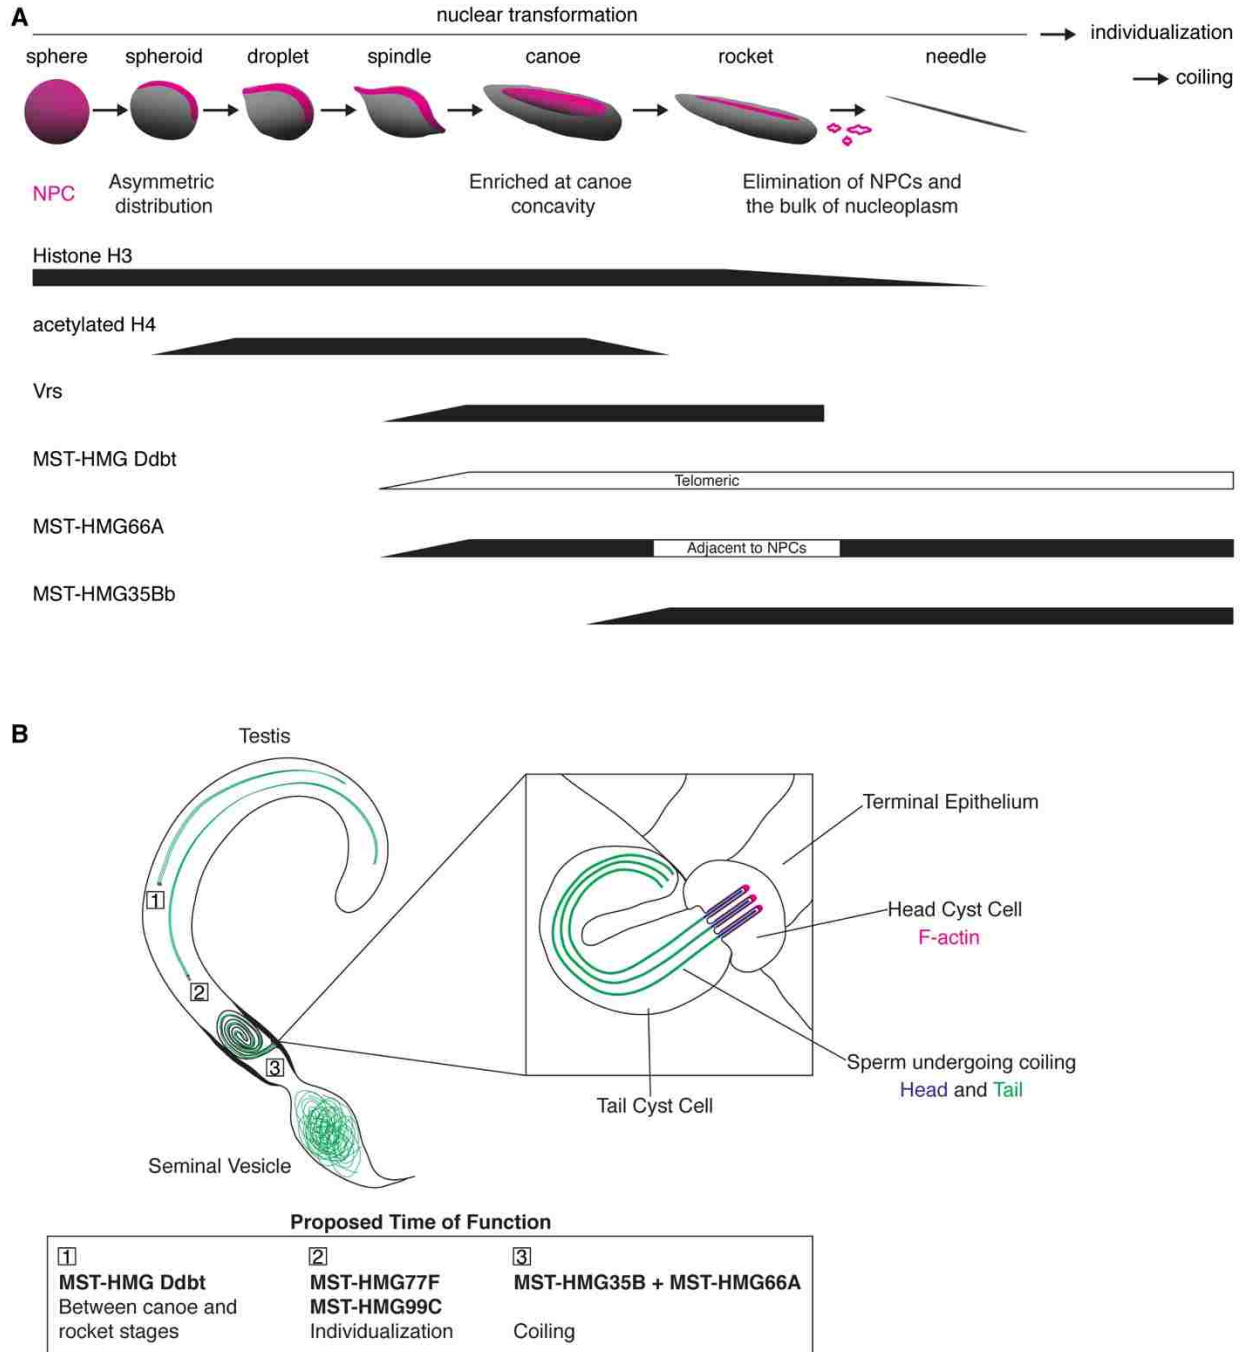 A
nuclear transformation
individualization
sphere
spheroid
droplet
spindle
canoe
rocket
needle
coiling
NPC
Asymmetric
distribution
Enriched at canoe
concavity
Elimination of NPCs and
the bulk of nucleoplasm
Histone H3
acetylated H4
Vrs
MST-HMG Ddbt
Telomeric
MST-HMG66A
Adjacent to NPCs
MST-HMG35Bb
B
Testis
1
2
3
Seminal Vesicle
Terminal Epithelium
Head Cyst Cell
F-actin
Sperm undergoing coiling
Head and Tail
Tail Cyst Cell
Proposed Time of Function
1
MST-HMG Ddbt
Between canoe and
rocket stages
2
MST-HMG77F
MST-HMG99C
Individualization
3
MST-HMG35B + MST-HMG66A
Coiling